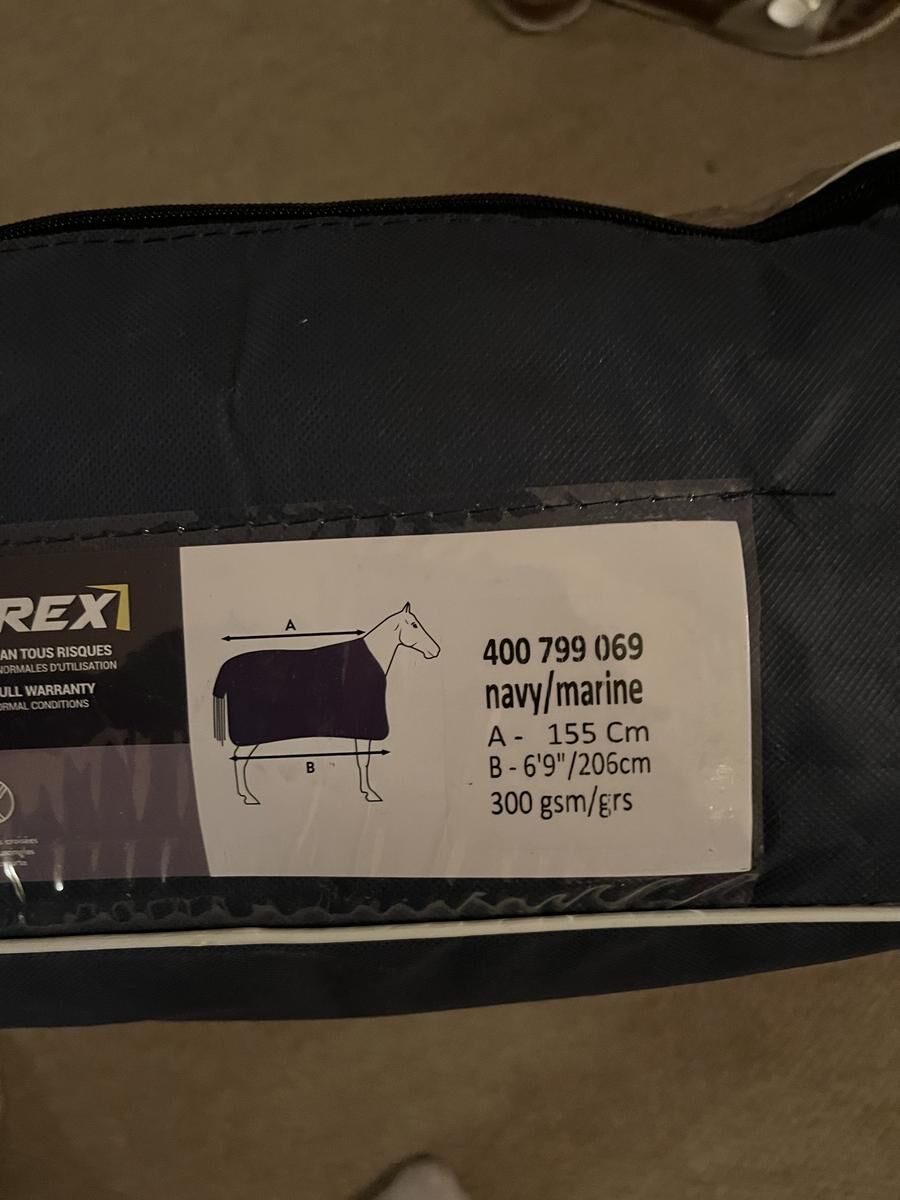 REX
AN TOUS RISQUES
NORMALES D'UTILISATION
ULL WARRANTY
ORMAL CONDITIONS
A
B
400 799 069
navy/marine
A - 155 Cm
B - 6'9"/206cm
300 gsm/grs